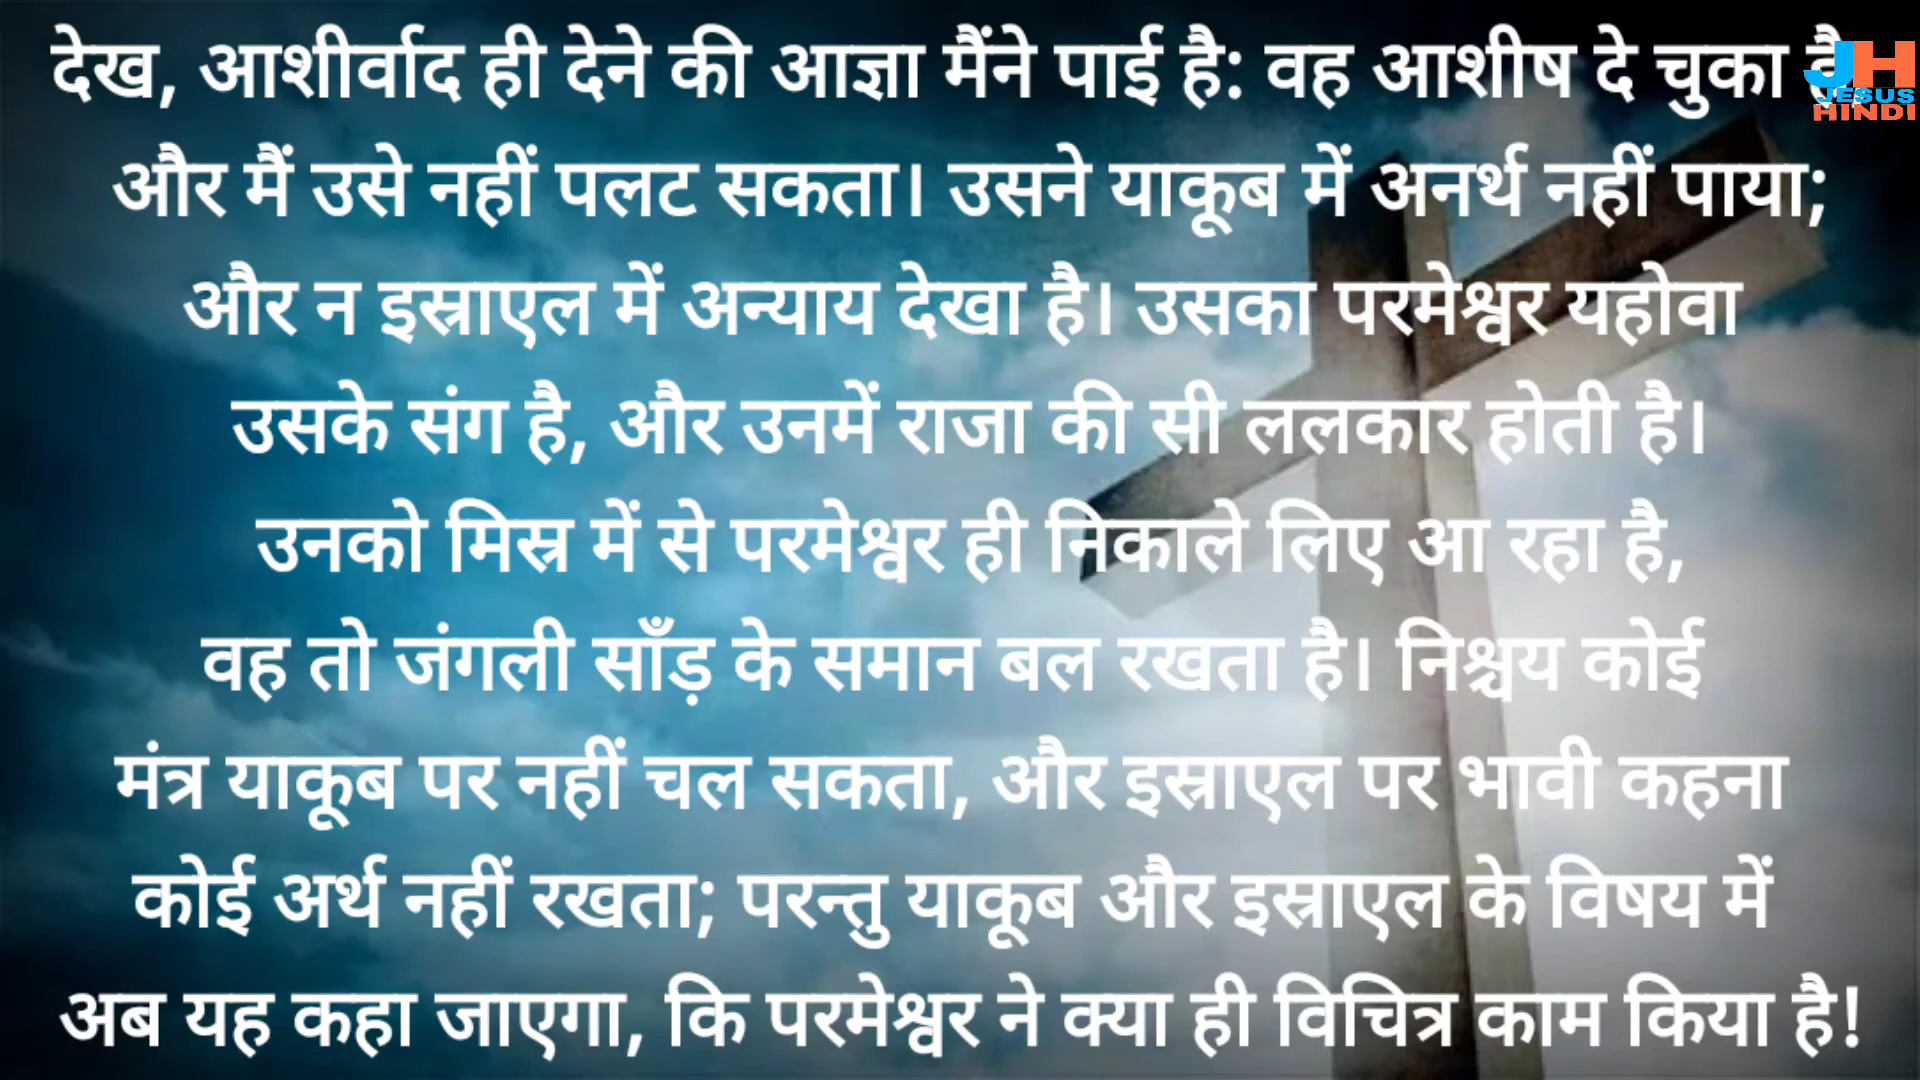 देख, आशीर्वाद ही देने की आज्ञा मैंने पाई है: वह आशीष दे चुका है,
और मैं उसे नहीं पलट सकता। उसने याकूब में अनर्थ नहीं पाया;
और न इस्राएल में अन्याय देखा है। उसका परमेश्वर यहोवा
उसके संग है, और उनमें राजा की सी ललकार होती है।
उनको मिस्र में से परमेश्वर ही निकाले लिए आ रहा है,
वह तो जंगली साँड़ के समान बल रखता है। निश्चय कोई
मंत्र याकूब पर नहीं चल सकता, और इस्राएल पर भावी कहना
कोई अर्थ नहीं रखता; परन्तु याकूब और इस्राएल के विषय में
अब यह कहा जाएगा, कि परमेश्वर ने क्या ही विचित्र काम किया है!
JH
JESUS
HINDI